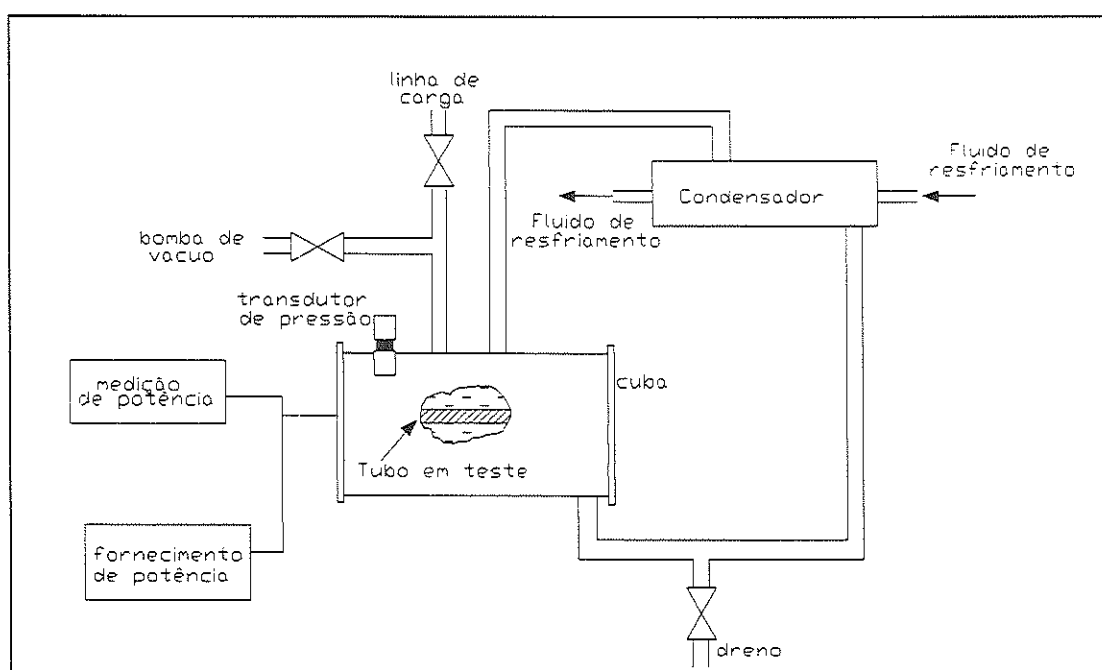 linha de
carga
Fluido de
resfriamento
Condensador
Fluido de
resfriamento
bomba de
vacuo
transdutor
de pressão
cuba
medição
de potência
Tubo em teste
fornecimento
de potência
dreno